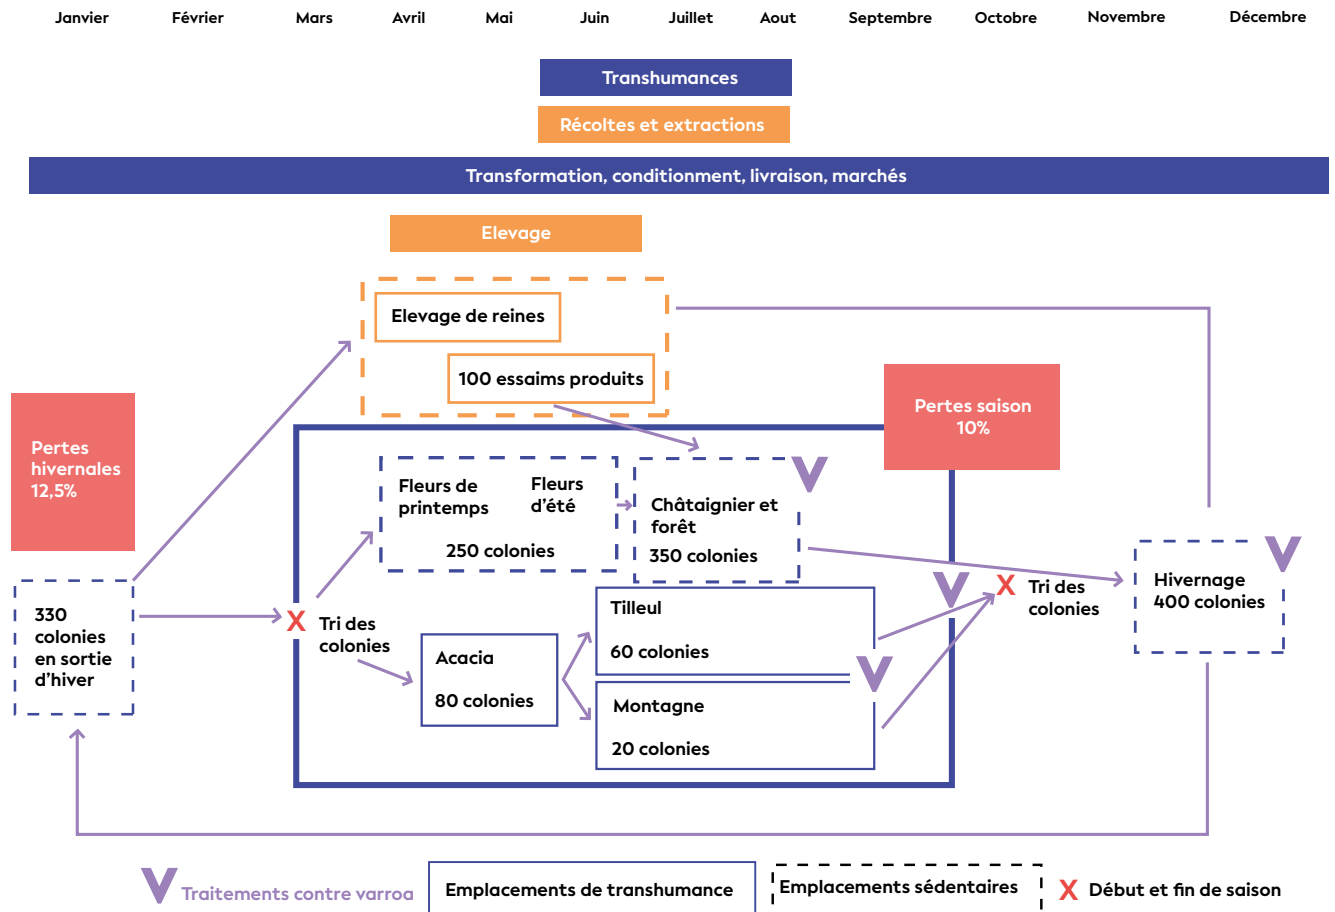 Janvier Février Mars Avril Mai Juin Juillet Aout Septembre Octobre Novembre Décembre
Transhumances
Récoltes et extractions
Transformation, conditionment, livraison, marchés
Elevage
Elevage de reines
100 essaims produits
Pertes saison
10%
Pertes
hivernales
12,5%
Fleurs de
printemps
Fleurs
d'été
250 colonies
Châtaignier et
forêt
350 colonies
330
colonies
en sortie
d'hiver
X
Tri des
colonies
Acacia
80 colonies
Tilleul
60 colonies
Montagne
20 colonies
X
Tri des
colonies
Hivernage
400 colonies
Traitements contre varroa
Emplacements de transhumance
Emplacements sédentaires
X Début et fin de saison